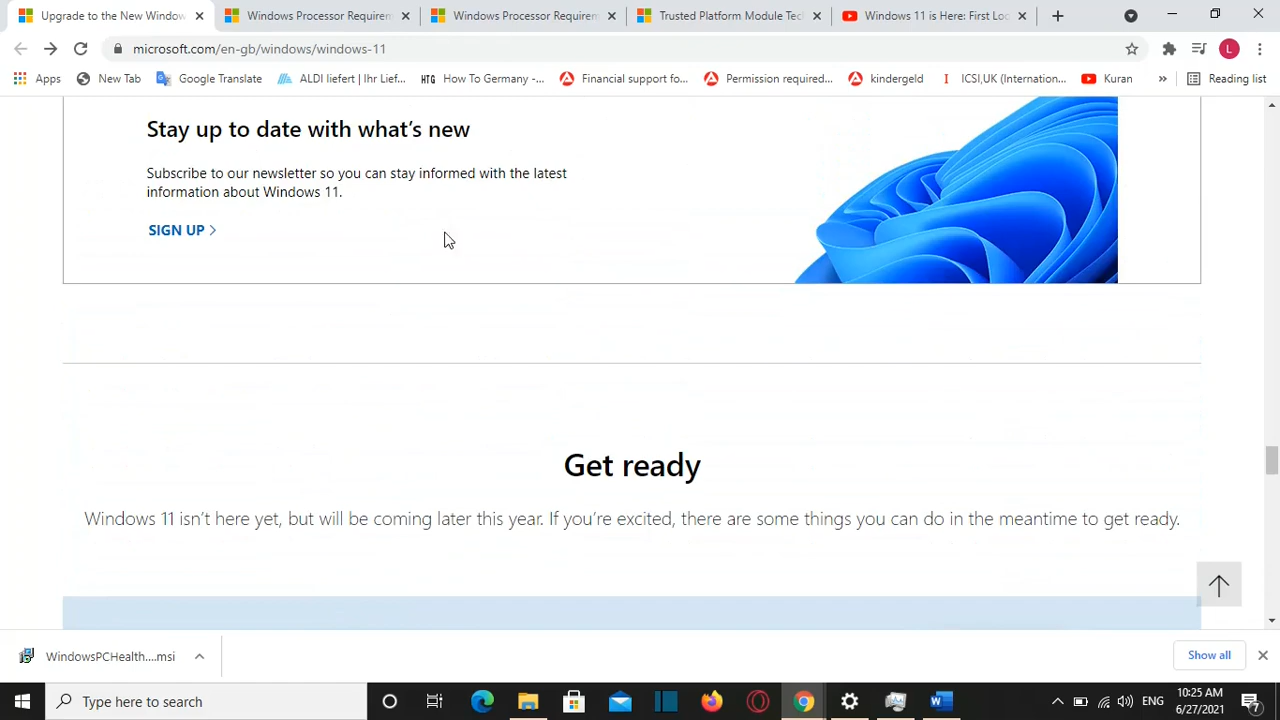 Upgrade to the New Window
Windows Processor Requiremen
Windows Processor Requirem
Trusted Platform Module Tech
Windows 11 is Here: First Loo
microsoft.com/en-gb/windows/windows-11
L
Apps
New Tab
Google Translate
ALDI liefert | Ihr Lief...
HTG How To Germany -...
Financial support fo...
Permission required...
kindergeld
ICSI,UK (Internation...
Kuran
»
Reading list
Stay up to date with what's new
Subscribe to our newsletter so you can stay informed with the latest
information about Windows 11.
SIGN UP >
Get ready
Windows 11 isn't here yet, but will be coming later this year. If you're excited, there are some things you can do in the meantime to get ready.
WindowsPCHealth....msi
Show all
Type here to search
ENG
10:25 AM
6/27/2021
7